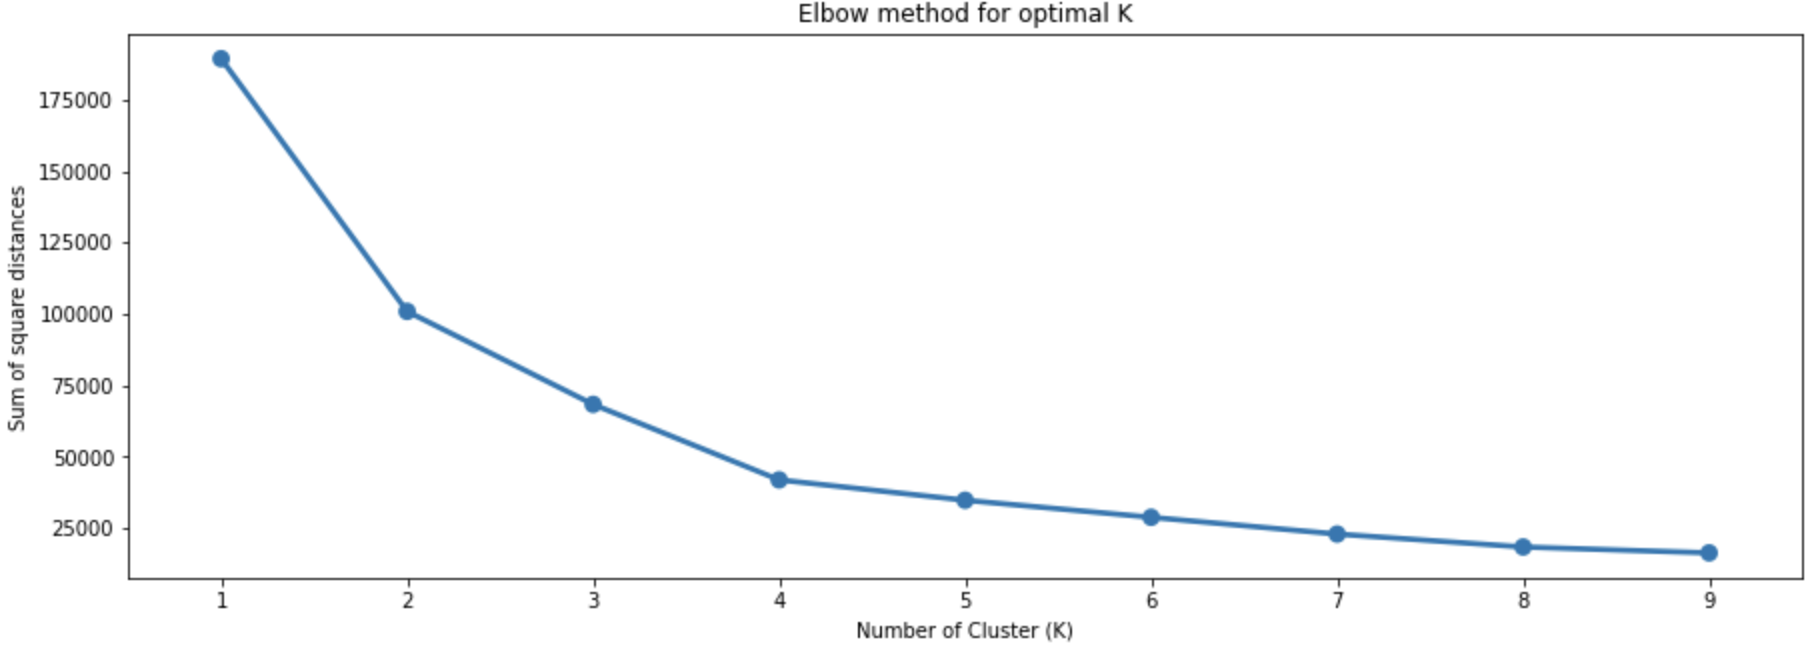 Elbow method for optimal K
Sum of square distances
175000
150000
125000
100000
75000
50000
25000
1 2 3 4 5 6 7 8 9
Number of Cluster (K)